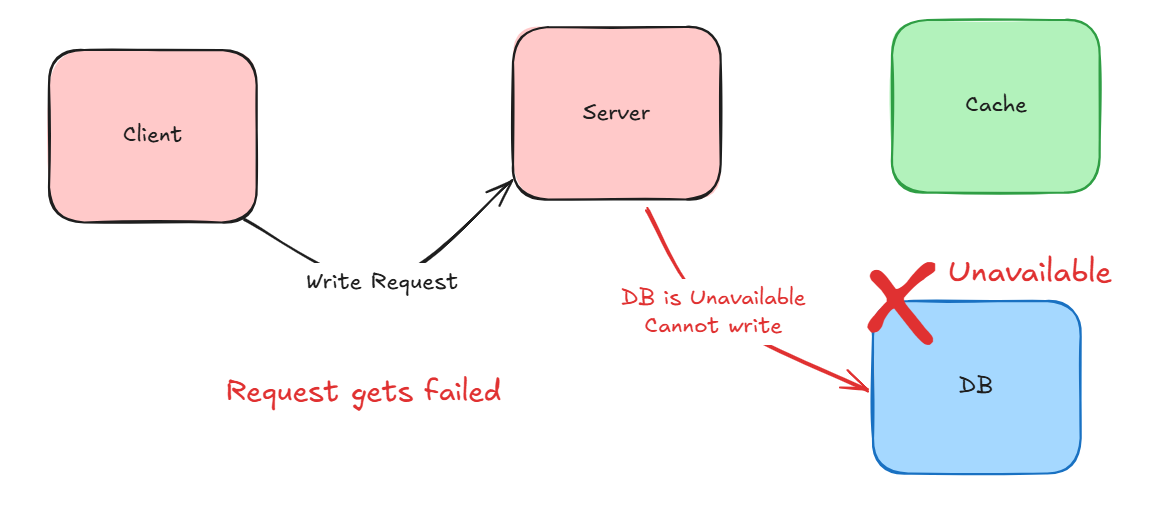 Client
Server
Cache
Write Request
DB is Unavailable
Cannot write
Unavailable
DB
Request gets failed